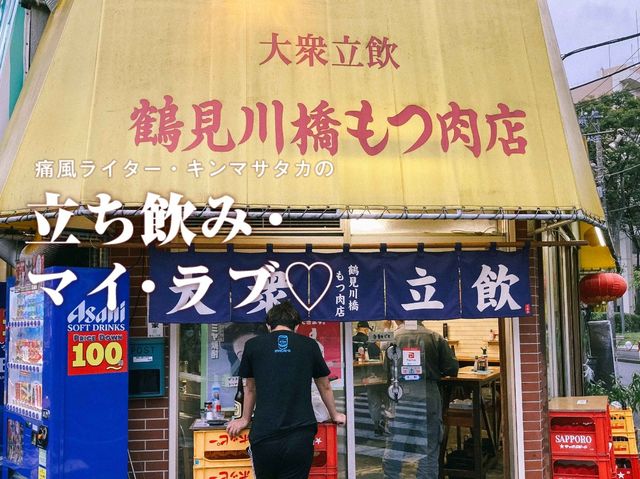 大衆立飲
鶴見川橋もつ肉店
痛風ライター・キンマサタカの
立ち飲み・
マイ・ラブ♡
大衆
鶴見川橋
もつ肉店
立飲
Asahi
SOFT DRINKS
PRICE DOWN
100
SAPPORO